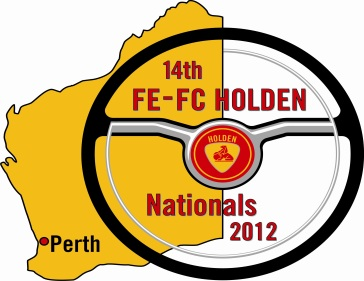 14th
FE-FC HOLDEN
HOLDEN
Nationals
2012
Perth